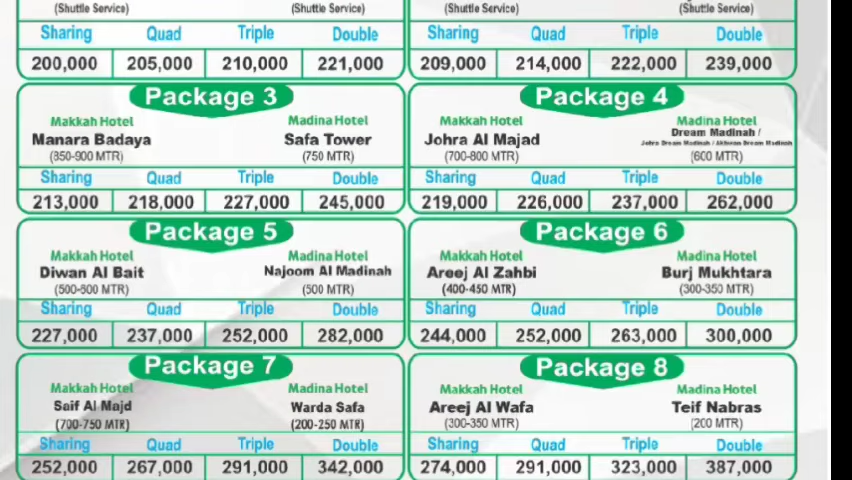 (Shuttle Service) (Shuttle Service)
Sharing Quad Triple Double
200,000 205,000 210,000 221,000
(Shuttle Service) (Shuttle Service)
Sharing Quad Triple Double
209,000 214,000 222,000 239,000
Package 3
Makkah Hotel Madina Hotel
Manara Badaya Safa Tower
(850-900 MTR) (750 MTR)
Sharing Quad Triple Double
213,000 218,000 227,000 245,000
Package 4
Makkah Hotel Madina Hotel
Johra Al Majad Dream Madinah /
Johra Dream Madinah / Akhwan Dream Madinah
(700-800 MTR) (600 MTR)
Sharing Quad Triple Double
219,000 226,000 237,000 262,000
Package 5
Makkah Hotel Madina Hotel
Diwan Al Bait Najoom Al Madinah
(500-600 MTR) (500 MTR)
Sharing Quad Triple Double
227,000 237,000 252,000 282,000
Package 6
Makkah Hotel Madina Hotel
Areej Al Zahbi Burj Mukhtara
(400-450 MTR) (300-350 MTR)
Sharing Quad Triple Double
244,000 252,000 263,000 300,000
Package 7
Makkah Hotel Madina Hotel
Saif Al Majd Warda Safa
(700-750 MTR) (200-250 MTR)
Sharing Quad Triple Double
252,000 267,000 291,000 342,000
Package 8
Makkah Hotel Madina Hotel
Areej Al Wafa Teif Nabras
(300-350 MTR) (200 MTR)
Sharing Quad Triple Double
274,000 291,000 323,000 387,000